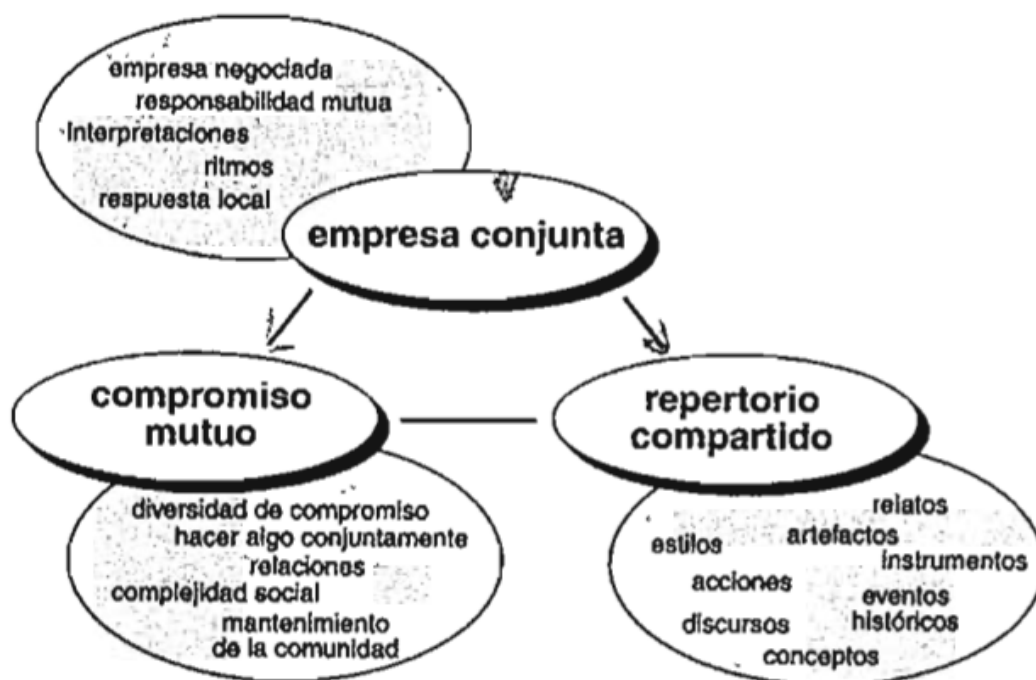 empresa negociada
responsabilidad mutua
interpretaciones
ritmos
respuesta local
empresa conjunta
compromiso
mutuo
diversidad de compromiso
hacer algo conjuntamente
relaciones
complejidad social
mantenimiento
de la comunidad
repertorio
compartido
relatos
estilos
artefactos
instrumentos
acciones
eventos
históricos
discursos
conceptos